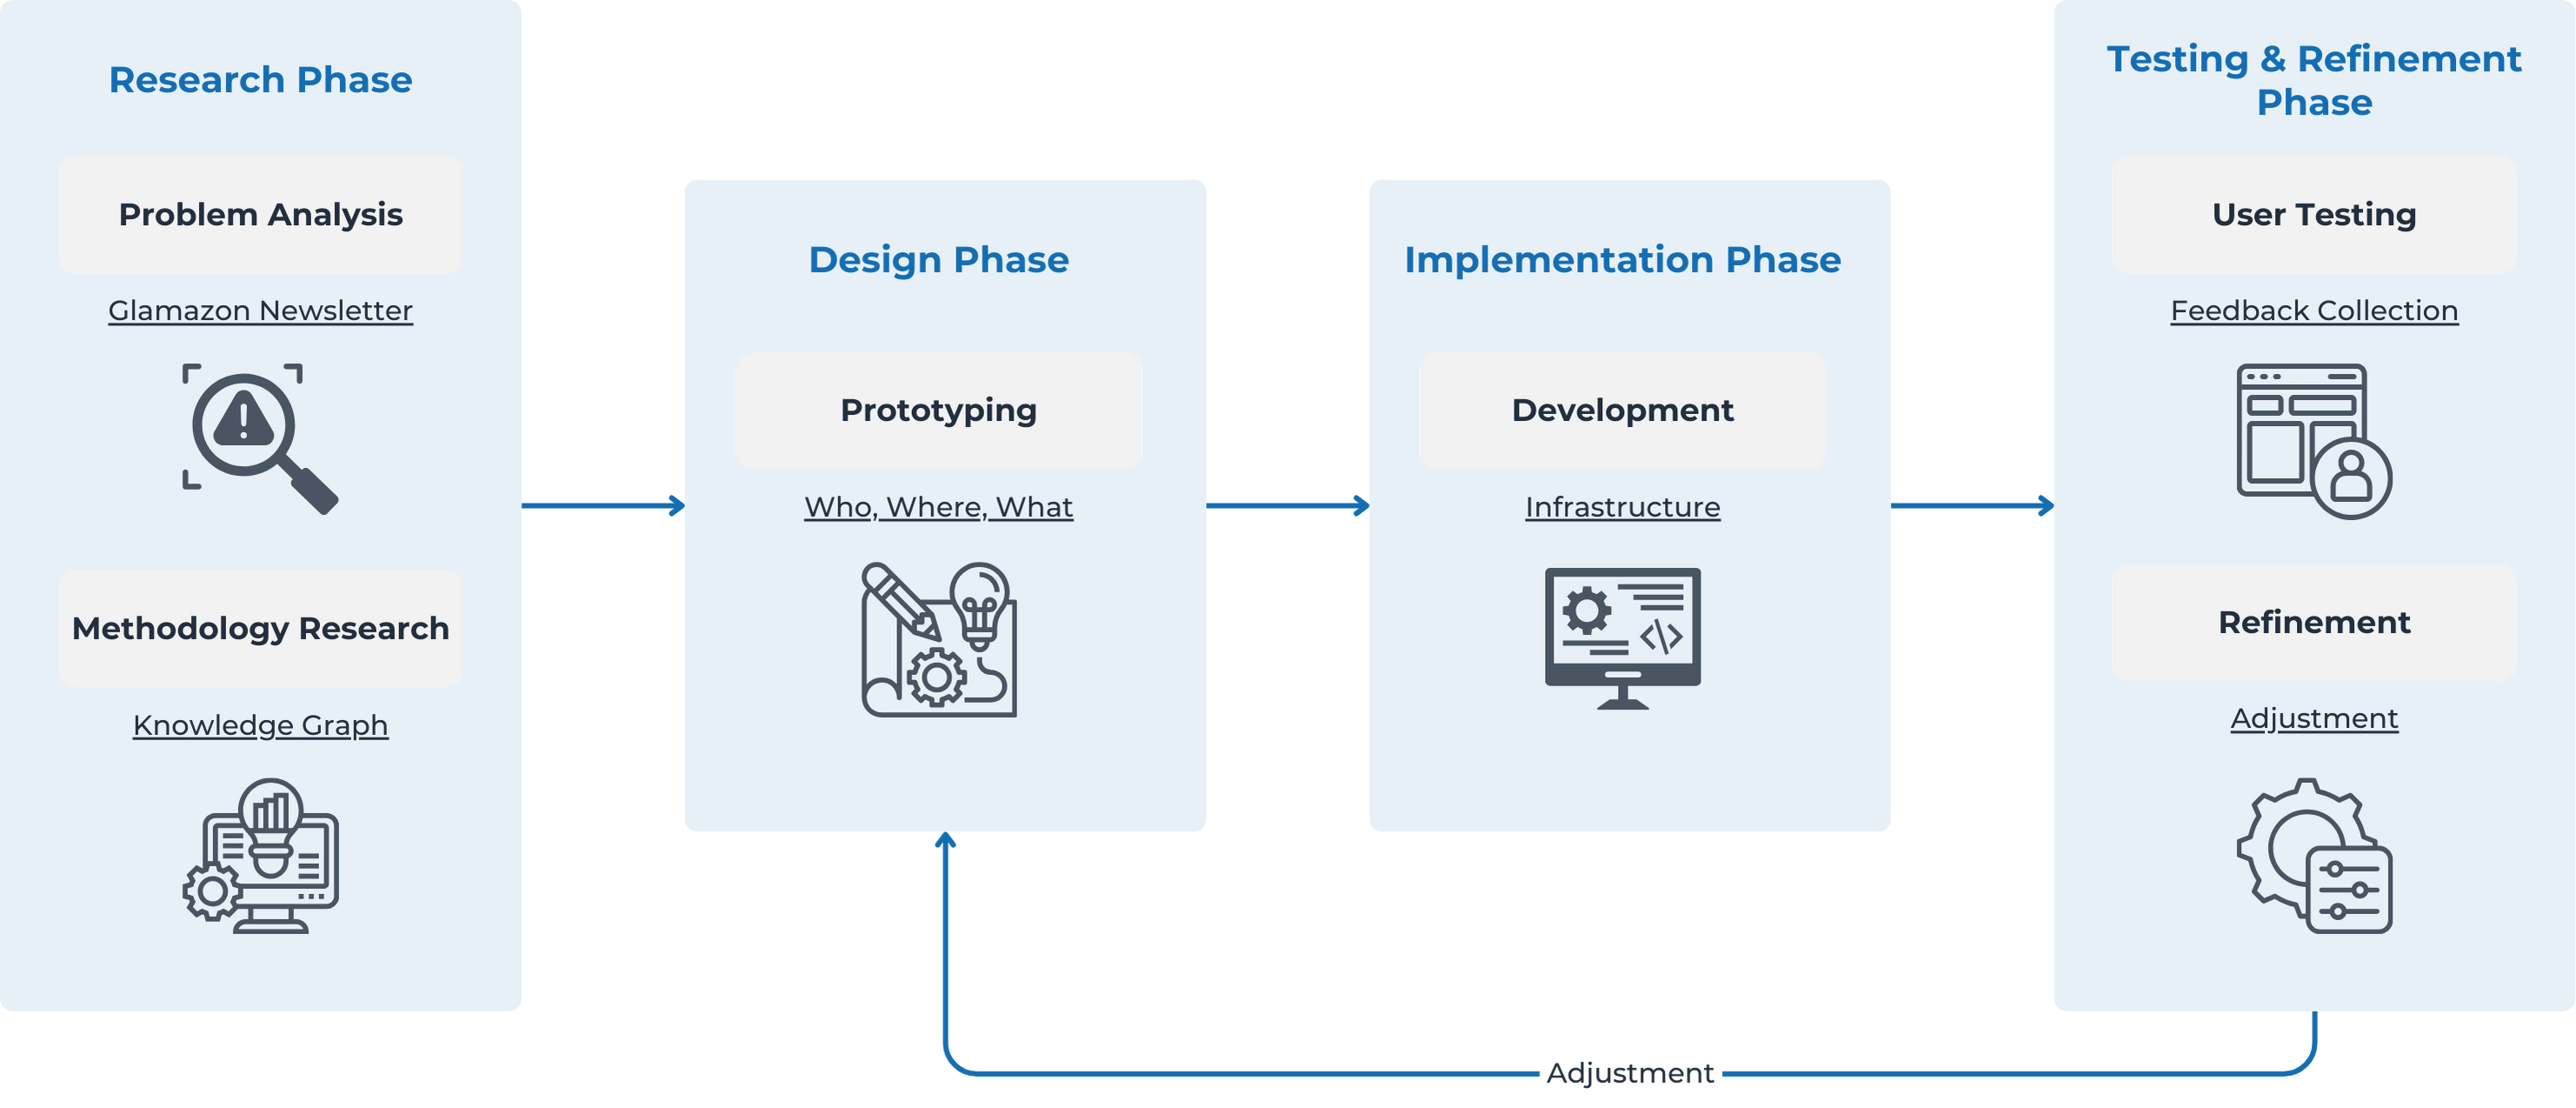 Research Phase
Problem Analysis
Glamazon Newsletter
Methodology Research
Knowledge Graph
Design Phase
Prototyping
Who, Where, What
Implementation Phase
Development
Infrastructure
Testing & Refinement
Phase
User Testing
Feedback Collection
Refinement
Adjustment
Adjustment